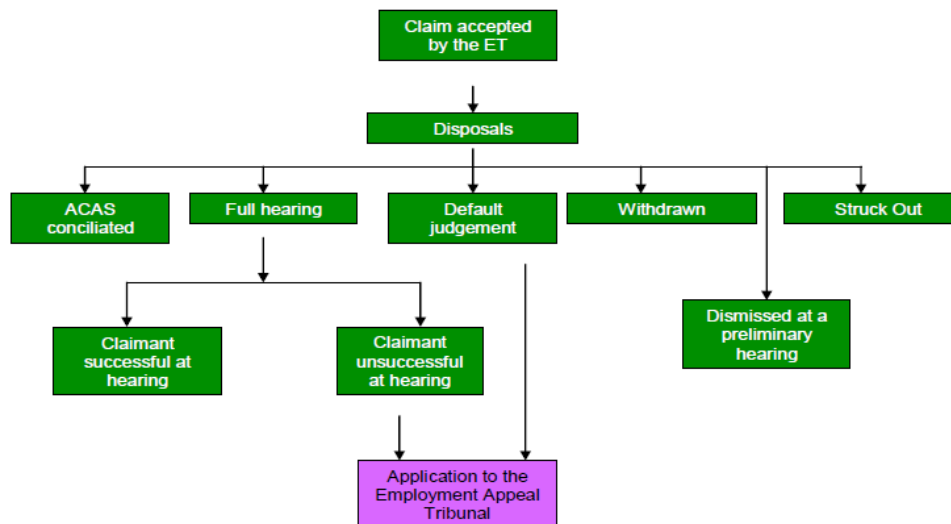 Claim accepted
by the ET
Disposals
ACAS
conciliated
Full hearing
Default
judgement
Withdrawn
Struck Out
Claimant
successful at
hearing
Claimant
unsuccessful
at hearing
Dismissed at a
preliminary
hearing
Application to the
Employment Appeal
Tribunal